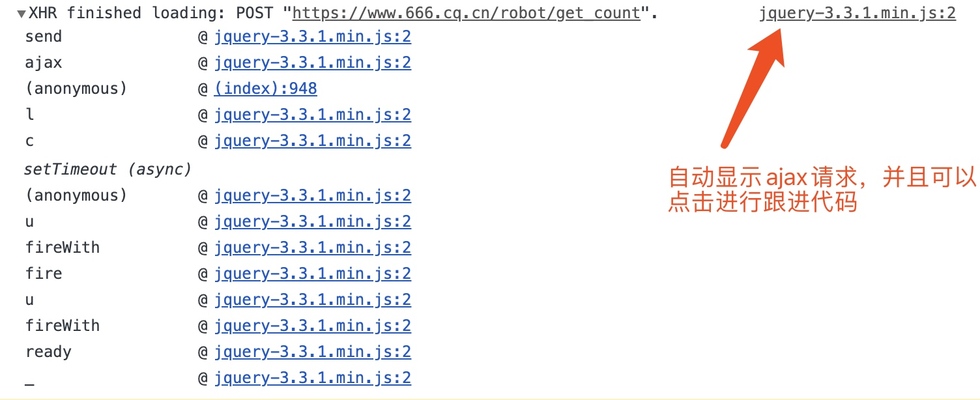 ▼XHR finished loading: POST "https://www.666.cq.cn/robot/get_count". jquery-3.3.1.min.js:2
send @ jquery-3.3.1.min.js:2
ajax @ jquery-3.3.1.min.js:2
(anonymous) @ (index):948
l @ jquery-3.3.1.min.js:2
c @ jquery-3.3.1.min.js:2
setTimeout (async)
(anonymous) @ jquery-3.3.1.min.js:2
u @ jquery-3.3.1.min.js:2
fireWith @ jquery-3.3.1.min.js:2
fire @ jquery-3.3.1.min.js:2
u @ jquery-3.3.1.min.js:2
fireWith @ jquery-3.3.1.min.js:2
ready @ jquery-3.3.1.min.js:2
_ @ jquery-3.3.1.min.js:2
自动显示ajax请求，并且可以
点击进行跟进代码